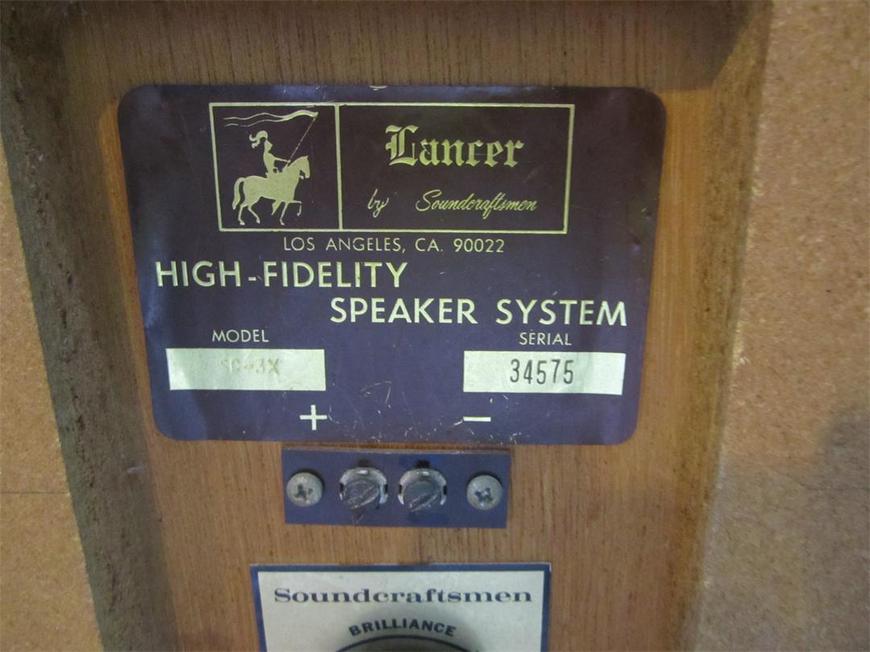 Lancer
by Soundcraftsmen
LOS ANGELES, CA. 90022
HIGH-FIDELITY
SPEAKER SYSTEM
MODEL SERIAL
34575
+ −
Soundcraftsmen
BRILLIANCE